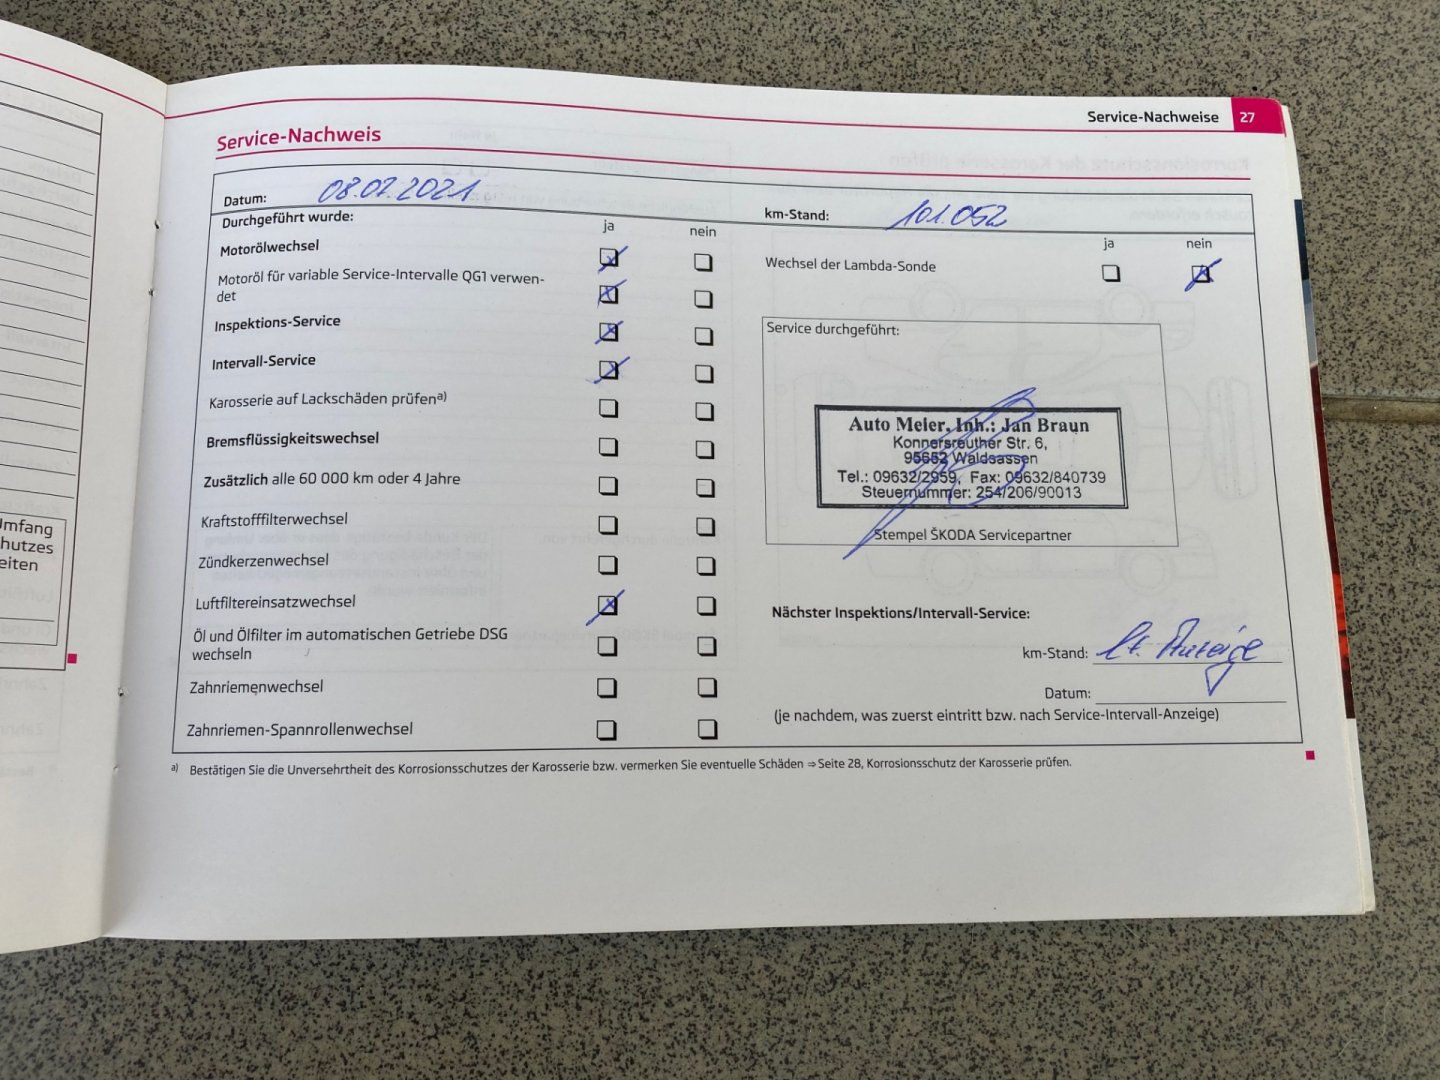 Service-Nachweise 27
Service-Nachweis
Datum: 08.02.2021
km-Stand: 101.052
Durchgeführt wurde:
ja nein
Motorölwechsel
Motoröl für variable Service-Intervalle QG1 verwen-
det
Inspektions-Service
Intervall-Service
Karosserie auf Lackschäden prüfena)
Bremsflüssigkeitswechsel
Zusätzlich alle 60 000 km oder 4 Jahre
Kraftstofffilterwechsel
Zündkerzenwechsel
Luftfiltereinsatzwechsel
Öl und Ölfilter im automatischen Getriebe DSG
wechseln
Zahnriemenwechsel
Zahnriemen-Spannrollenwechsel
ja nein
Wechsel der Lambda-Sonde
Service durchgeführt:
Auto Meier, Inh.: Jan Braun
Konnersreuther Str. 6,
95652 Waldsassen
Tel.: 09632/2959, Fax: 09632/840739
Steuernummer: 254/206/90013
Stempel ŠKODA Servicepartner
Nächster Inspektions/Intervall-Service:
km-Stand: lt. Anzeige
Datum:
(je nachdem, was zuerst eintritt bzw. nach Service-Intervall-Anzeige)
a) Bestätigen Sie die Unversehrtheit des Korrosionsschutzes der Karosserie bzw. vermerken Sie eventuelle Schäden ⇒ Seite 28, Korrosionsschutz der Karosserie prüfen.
Umfang
hutzes
eiten